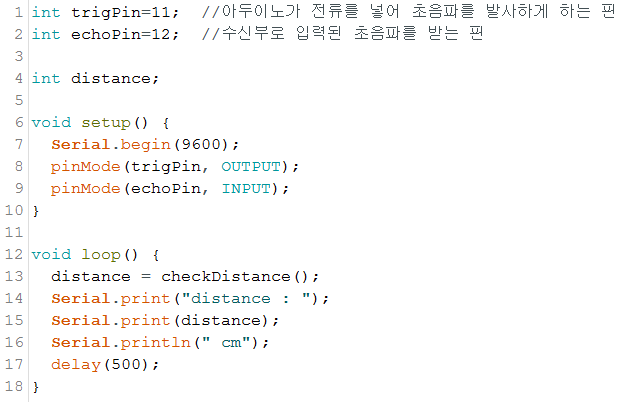 1 int trigPin=11;  //아두이노가 전류를 넣어 초음파를 발사하게 하는 핀
2 int echoPin=12;  //수신부로 입력된 초음파를 받는 핀
3
4 int distance;
5
6 void setup() {
7   Serial.begin(9600);
8   pinMode(trigPin, OUTPUT);
9   pinMode(echoPin, INPUT);
10 }
11
12 void loop() {
13   distance = checkDistance();
14   Serial.print("distance : ");
15   Serial.print(distance);
16   Serial.println(" cm");
17   delay(500);
18 }